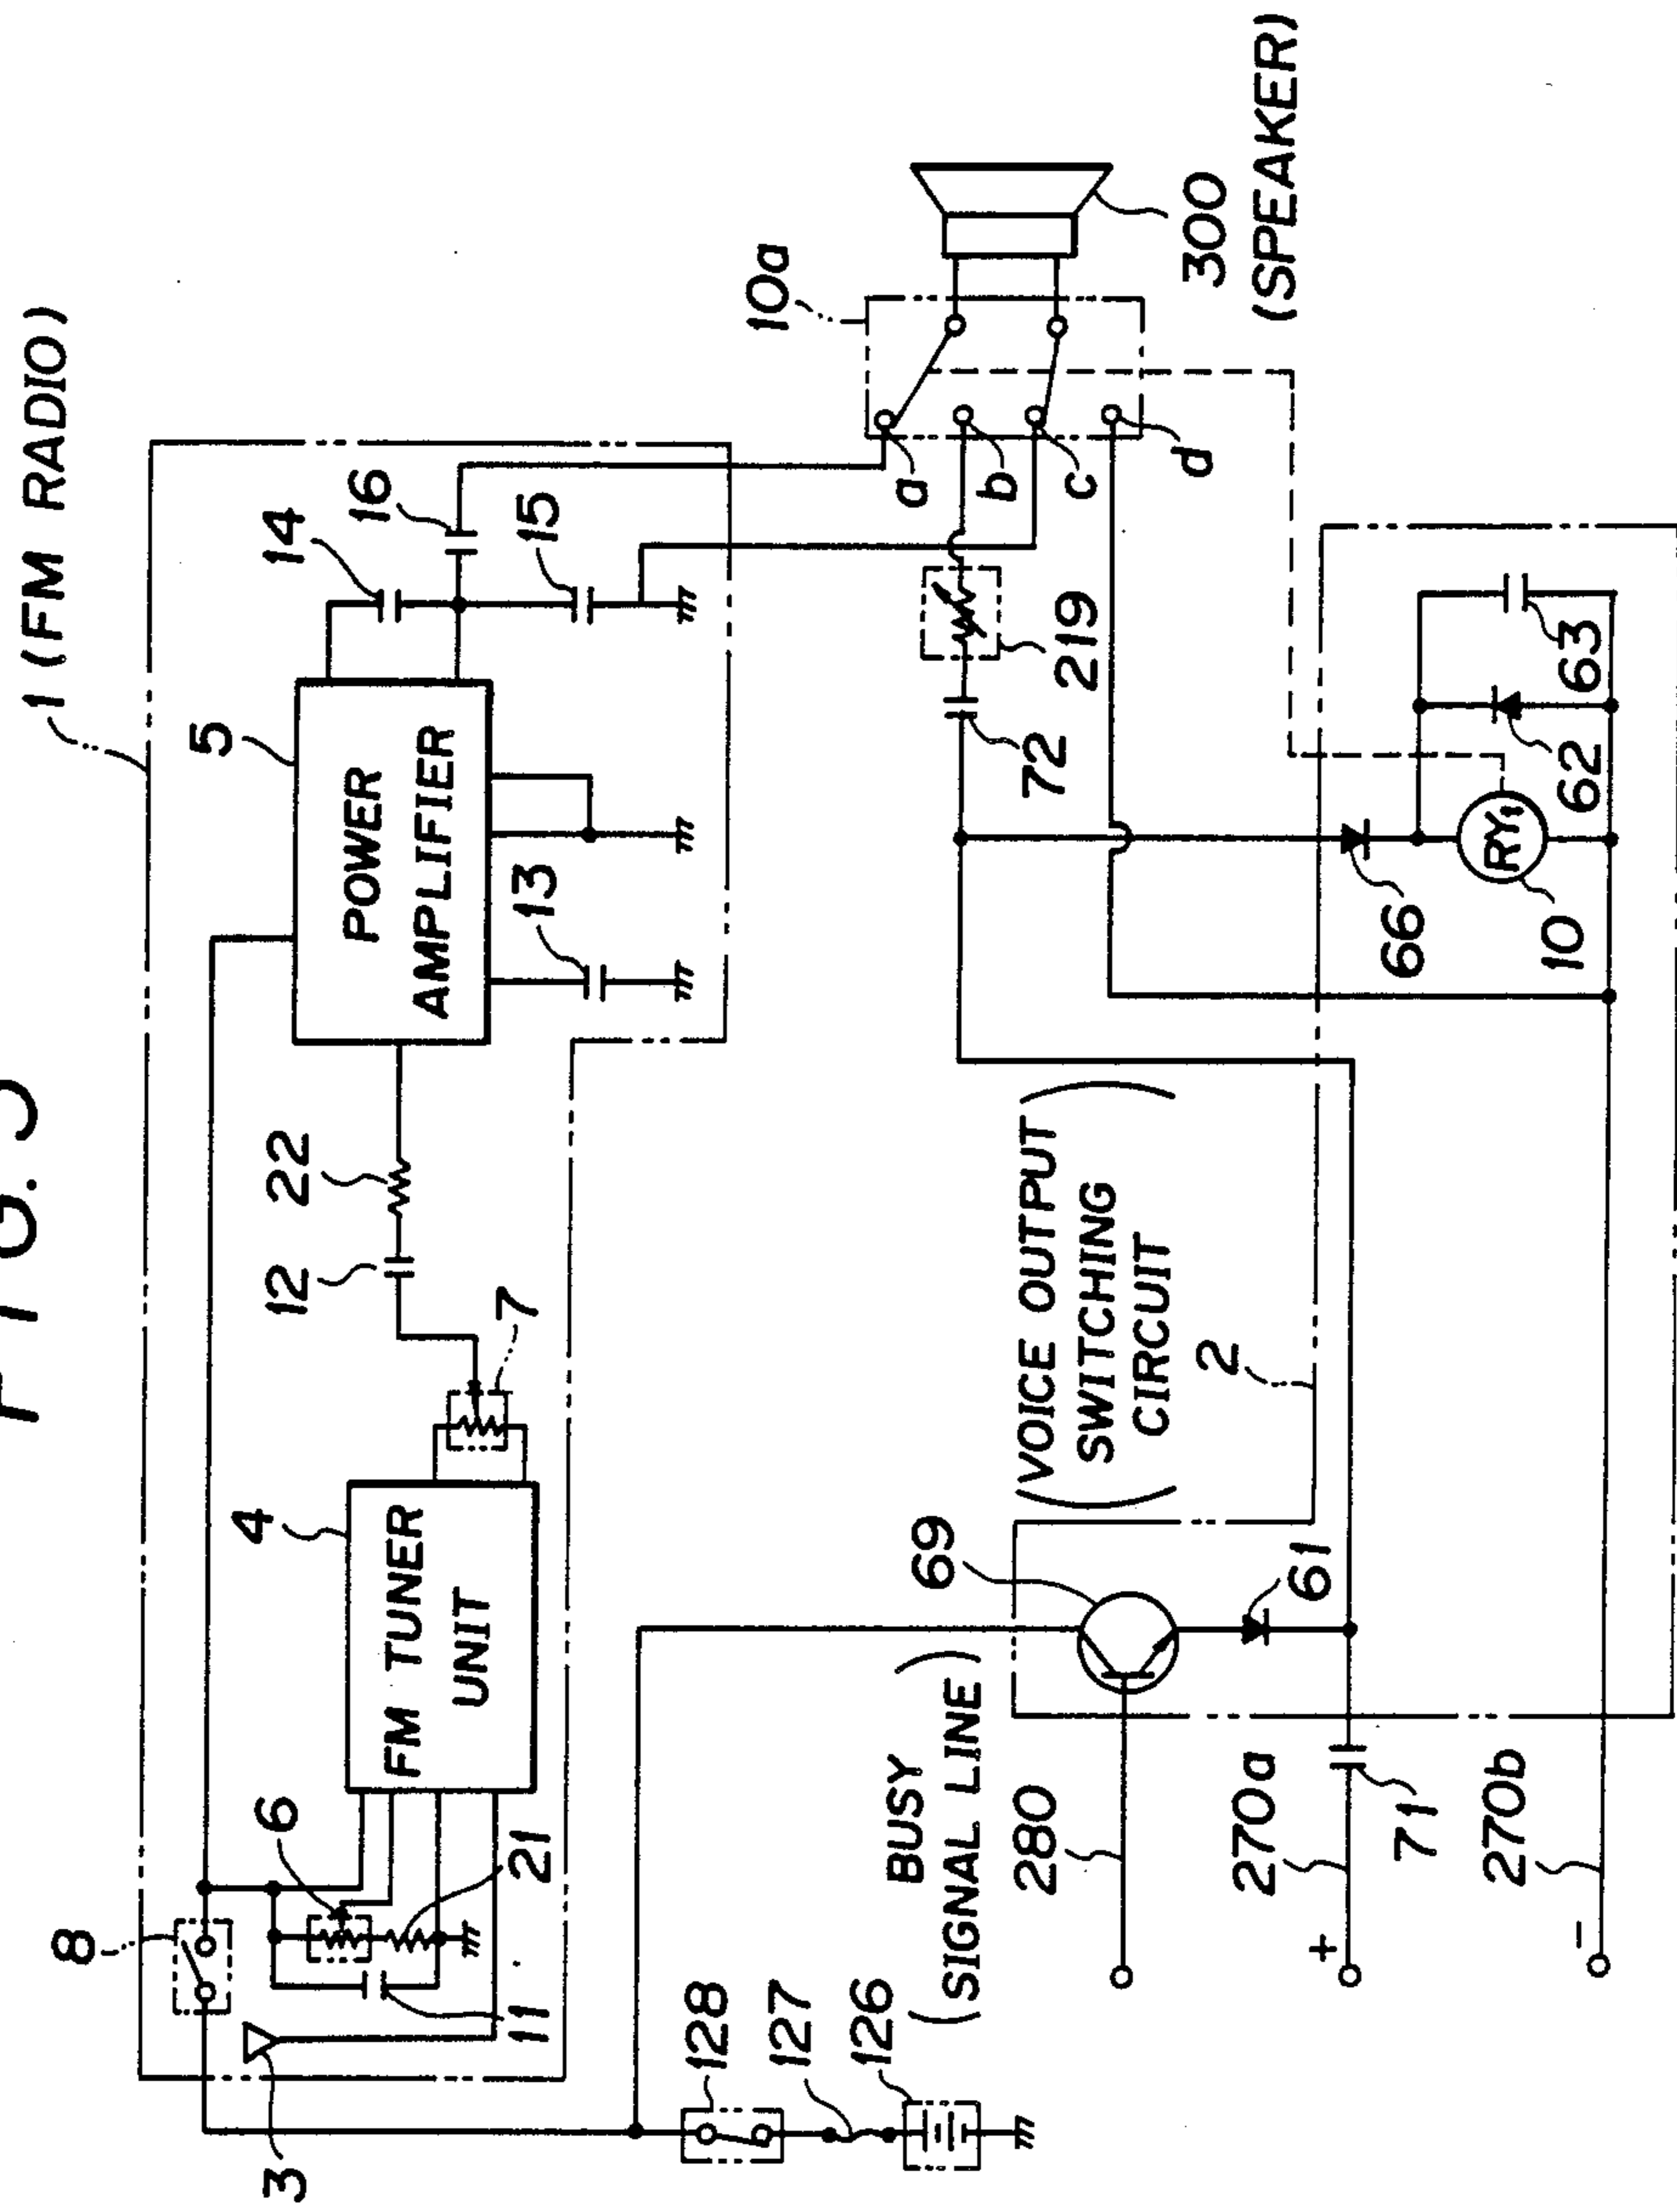 FIG. 5
1 (FM RADIO)
8
3
6
11
21
4
FM TUNER
UNIT
7
12
22
5
POWER
AMPLIFIER
13
14
16
15
10a
a
b
c
d
300
(SPEAKER)
219
72
128
127
126
BUSY
(SIGNAL LINE)
280
270a
+
71
270b
−
69
61
(VOICE OUTPUT
SWITCHING
CIRCUIT)
2
66
10
RY1
62
63